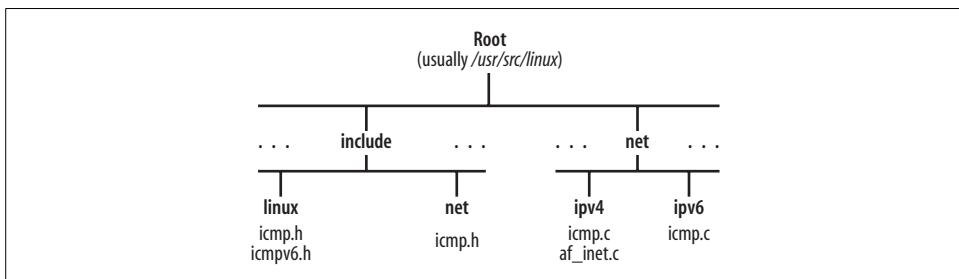 Root
(usually /usr/src/linux)
. . . include . . . . . . net . . .
linux net ipv4 ipv6
icmp.h icmp.h icmp.c icmp.c
icmpv6.h af_inet.c